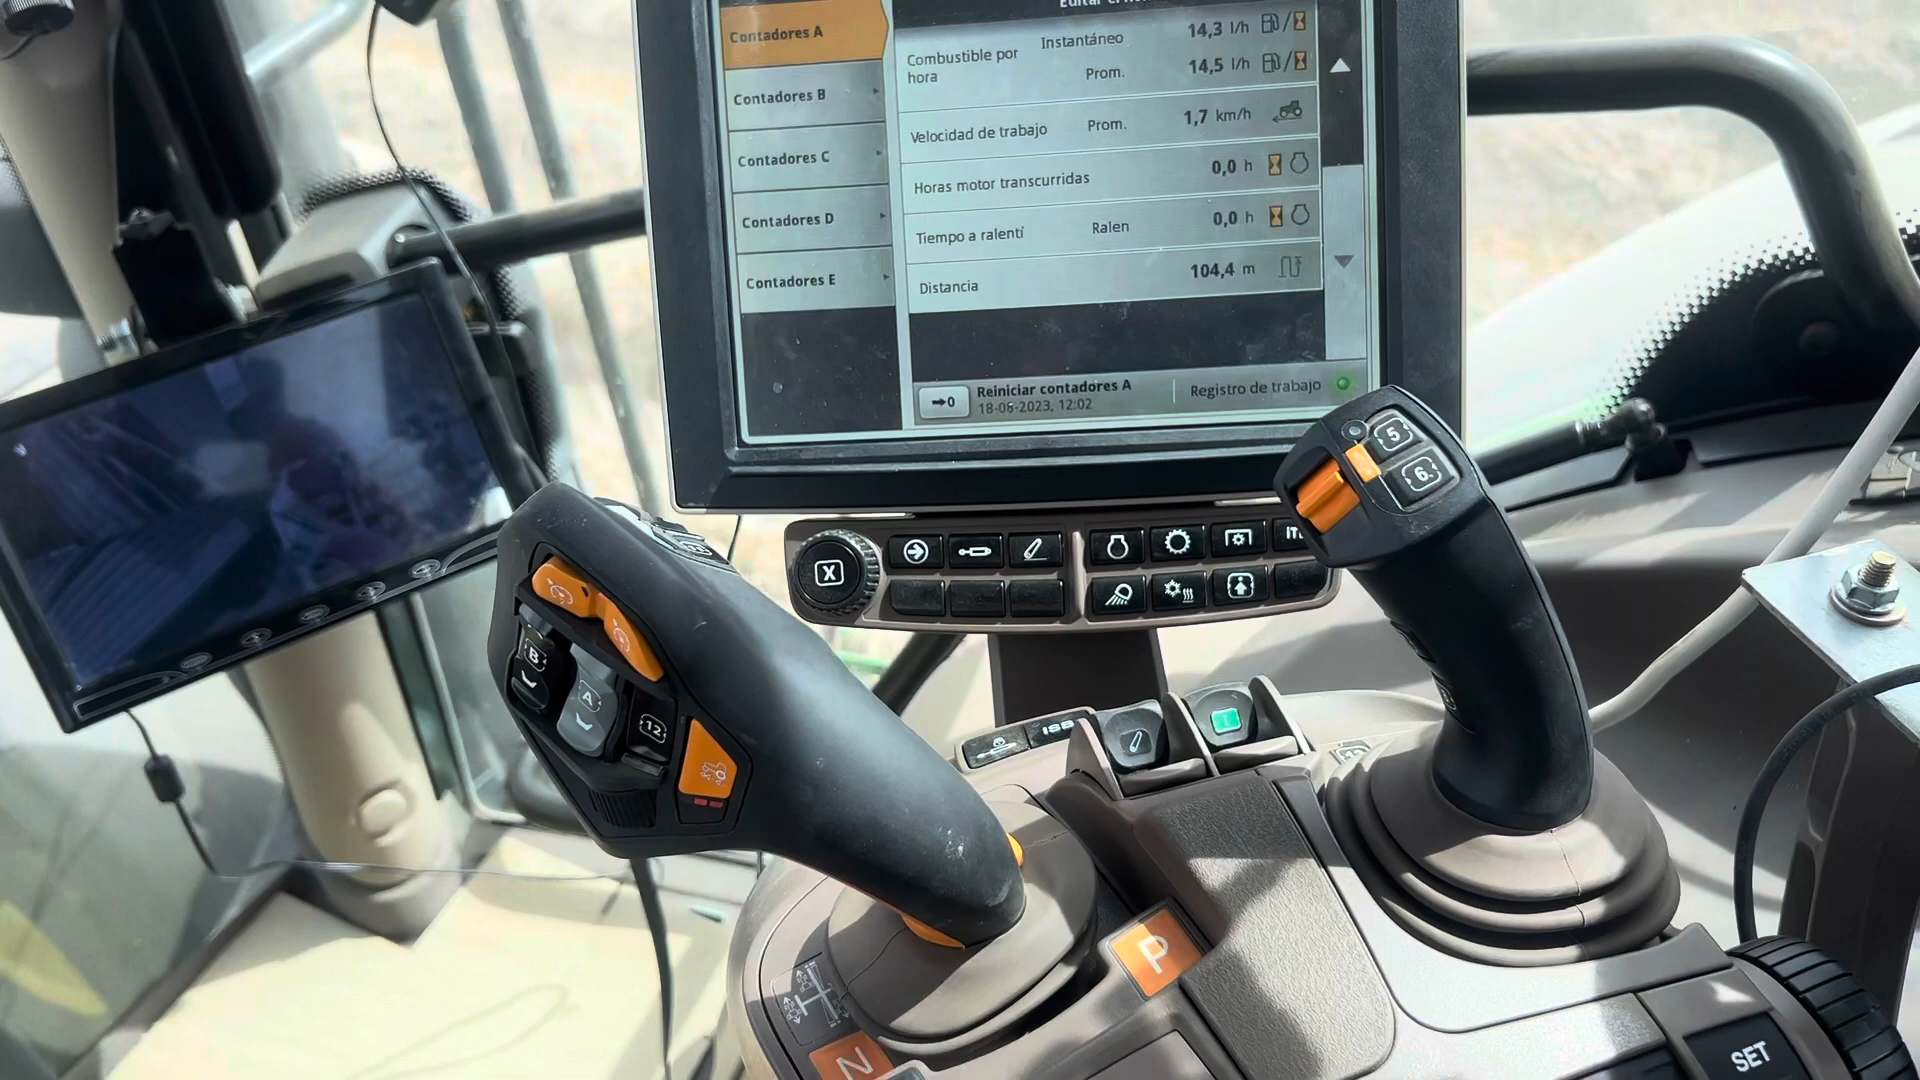 Contadores A
Contadores B
Contadores C
Contadores D
Contadores E
Editar
Combustible por
hora
Instantáneo
14,3 l/h
Prom.
14,5 l/h
Velocidad de trabajo Prom. 1,7 km/h
Horas motor transcurridas 0,0 h
Tiempo a ralentí Ralen 0,0 h
Distancia 104,4 m
→0
Reiniciar contadores A
18-06-2023, 12:02
Registro de trabajo
X
5
6
B
A
12
ISB
P
N
SET